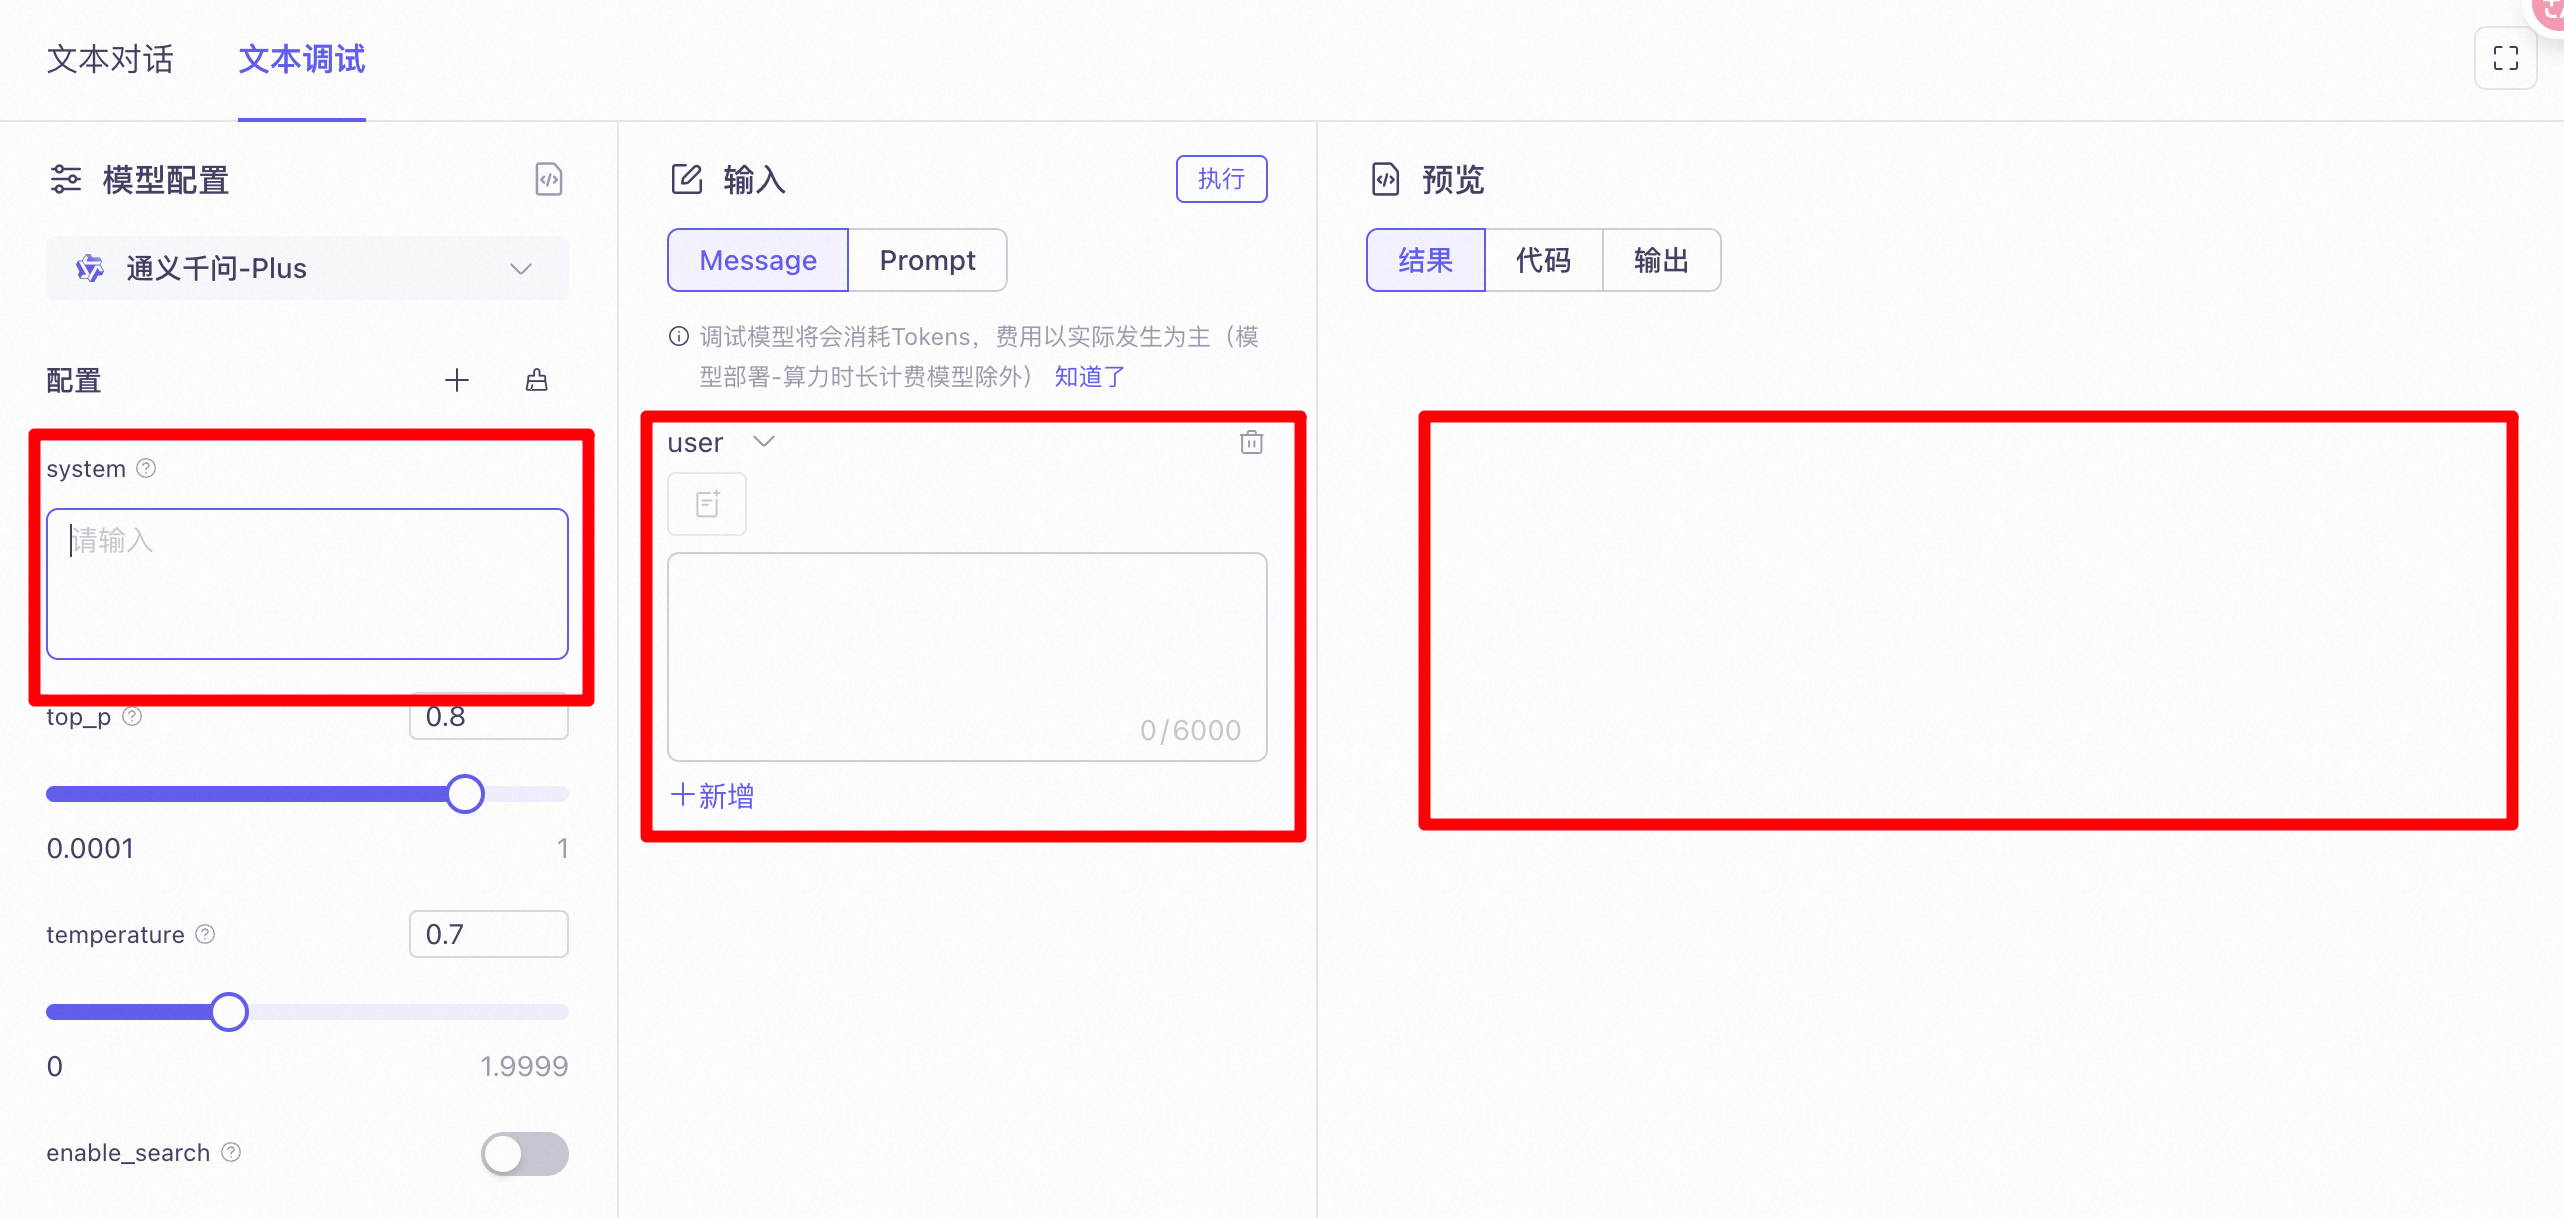 文本对话
文本调试
模型配置
通义千问-Plus
配置
system
请输入
top_p
0.8
0.0001
1
temperature
0.7
0
1.9999
enable_search
输入
执行
Message
Prompt
调试模型将会消耗Tokens，费用以实际发生为主（模
型部署-算力时长计费模型除外） 知道了
user
0/6000
+新增
预览
结果
代码
输出